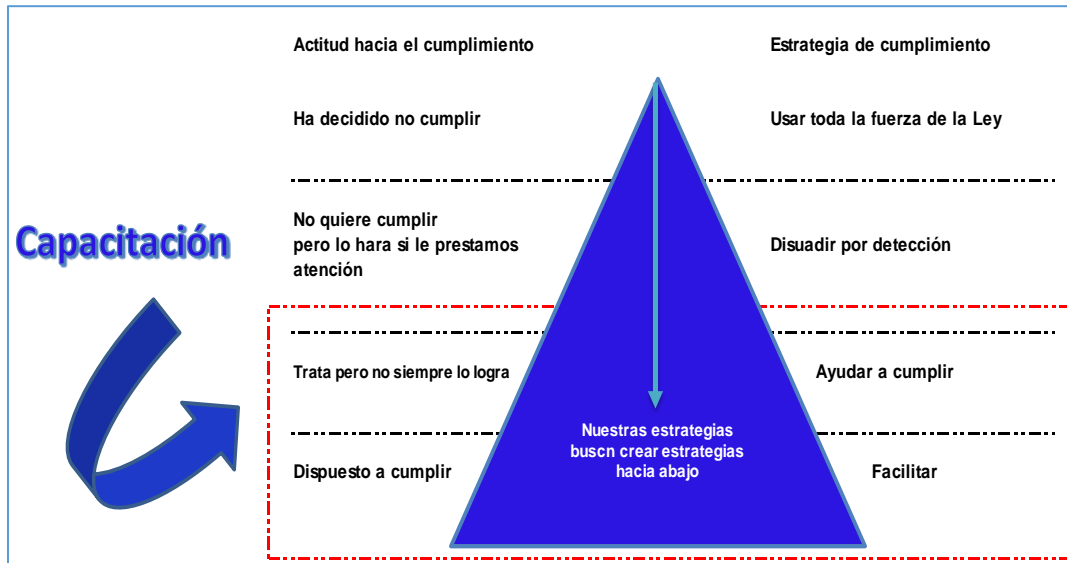 Actitud hacia el cumplimiento
Estrategia de cumplimiento
Ha decidido no cumplir
Usar toda la fuerza de la Ley
Capacitación
No quiere cumplir
pero lo hara si le prestamos
atención
Disuadir por detección
Trata pero no siempre lo logra
Ayudar a cumplir
Nuestras estrategias
buscn crear estrategias
hacia abajo
Dispuesto a cumplir
Facilitar